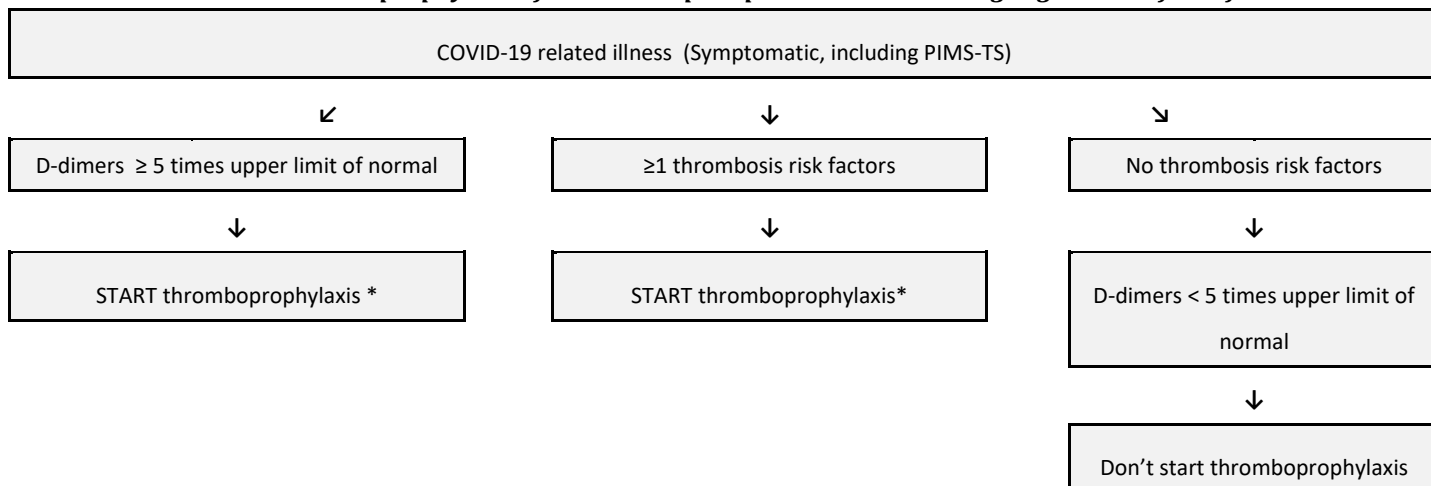 COVID-19 related illness (Symptomatic, including PIMS-TS)
↙ ↓ ↘
D-dimers ≥ 5 times upper limit of normal
≥1 thrombosis risk factors
No thrombosis risk factors
↓ ↓ ↓
START thromboprophylaxis *
START thromboprophylaxis*
D-dimers < 5 times upper limit of
normal
↓
Don’t start thromboprophylaxis